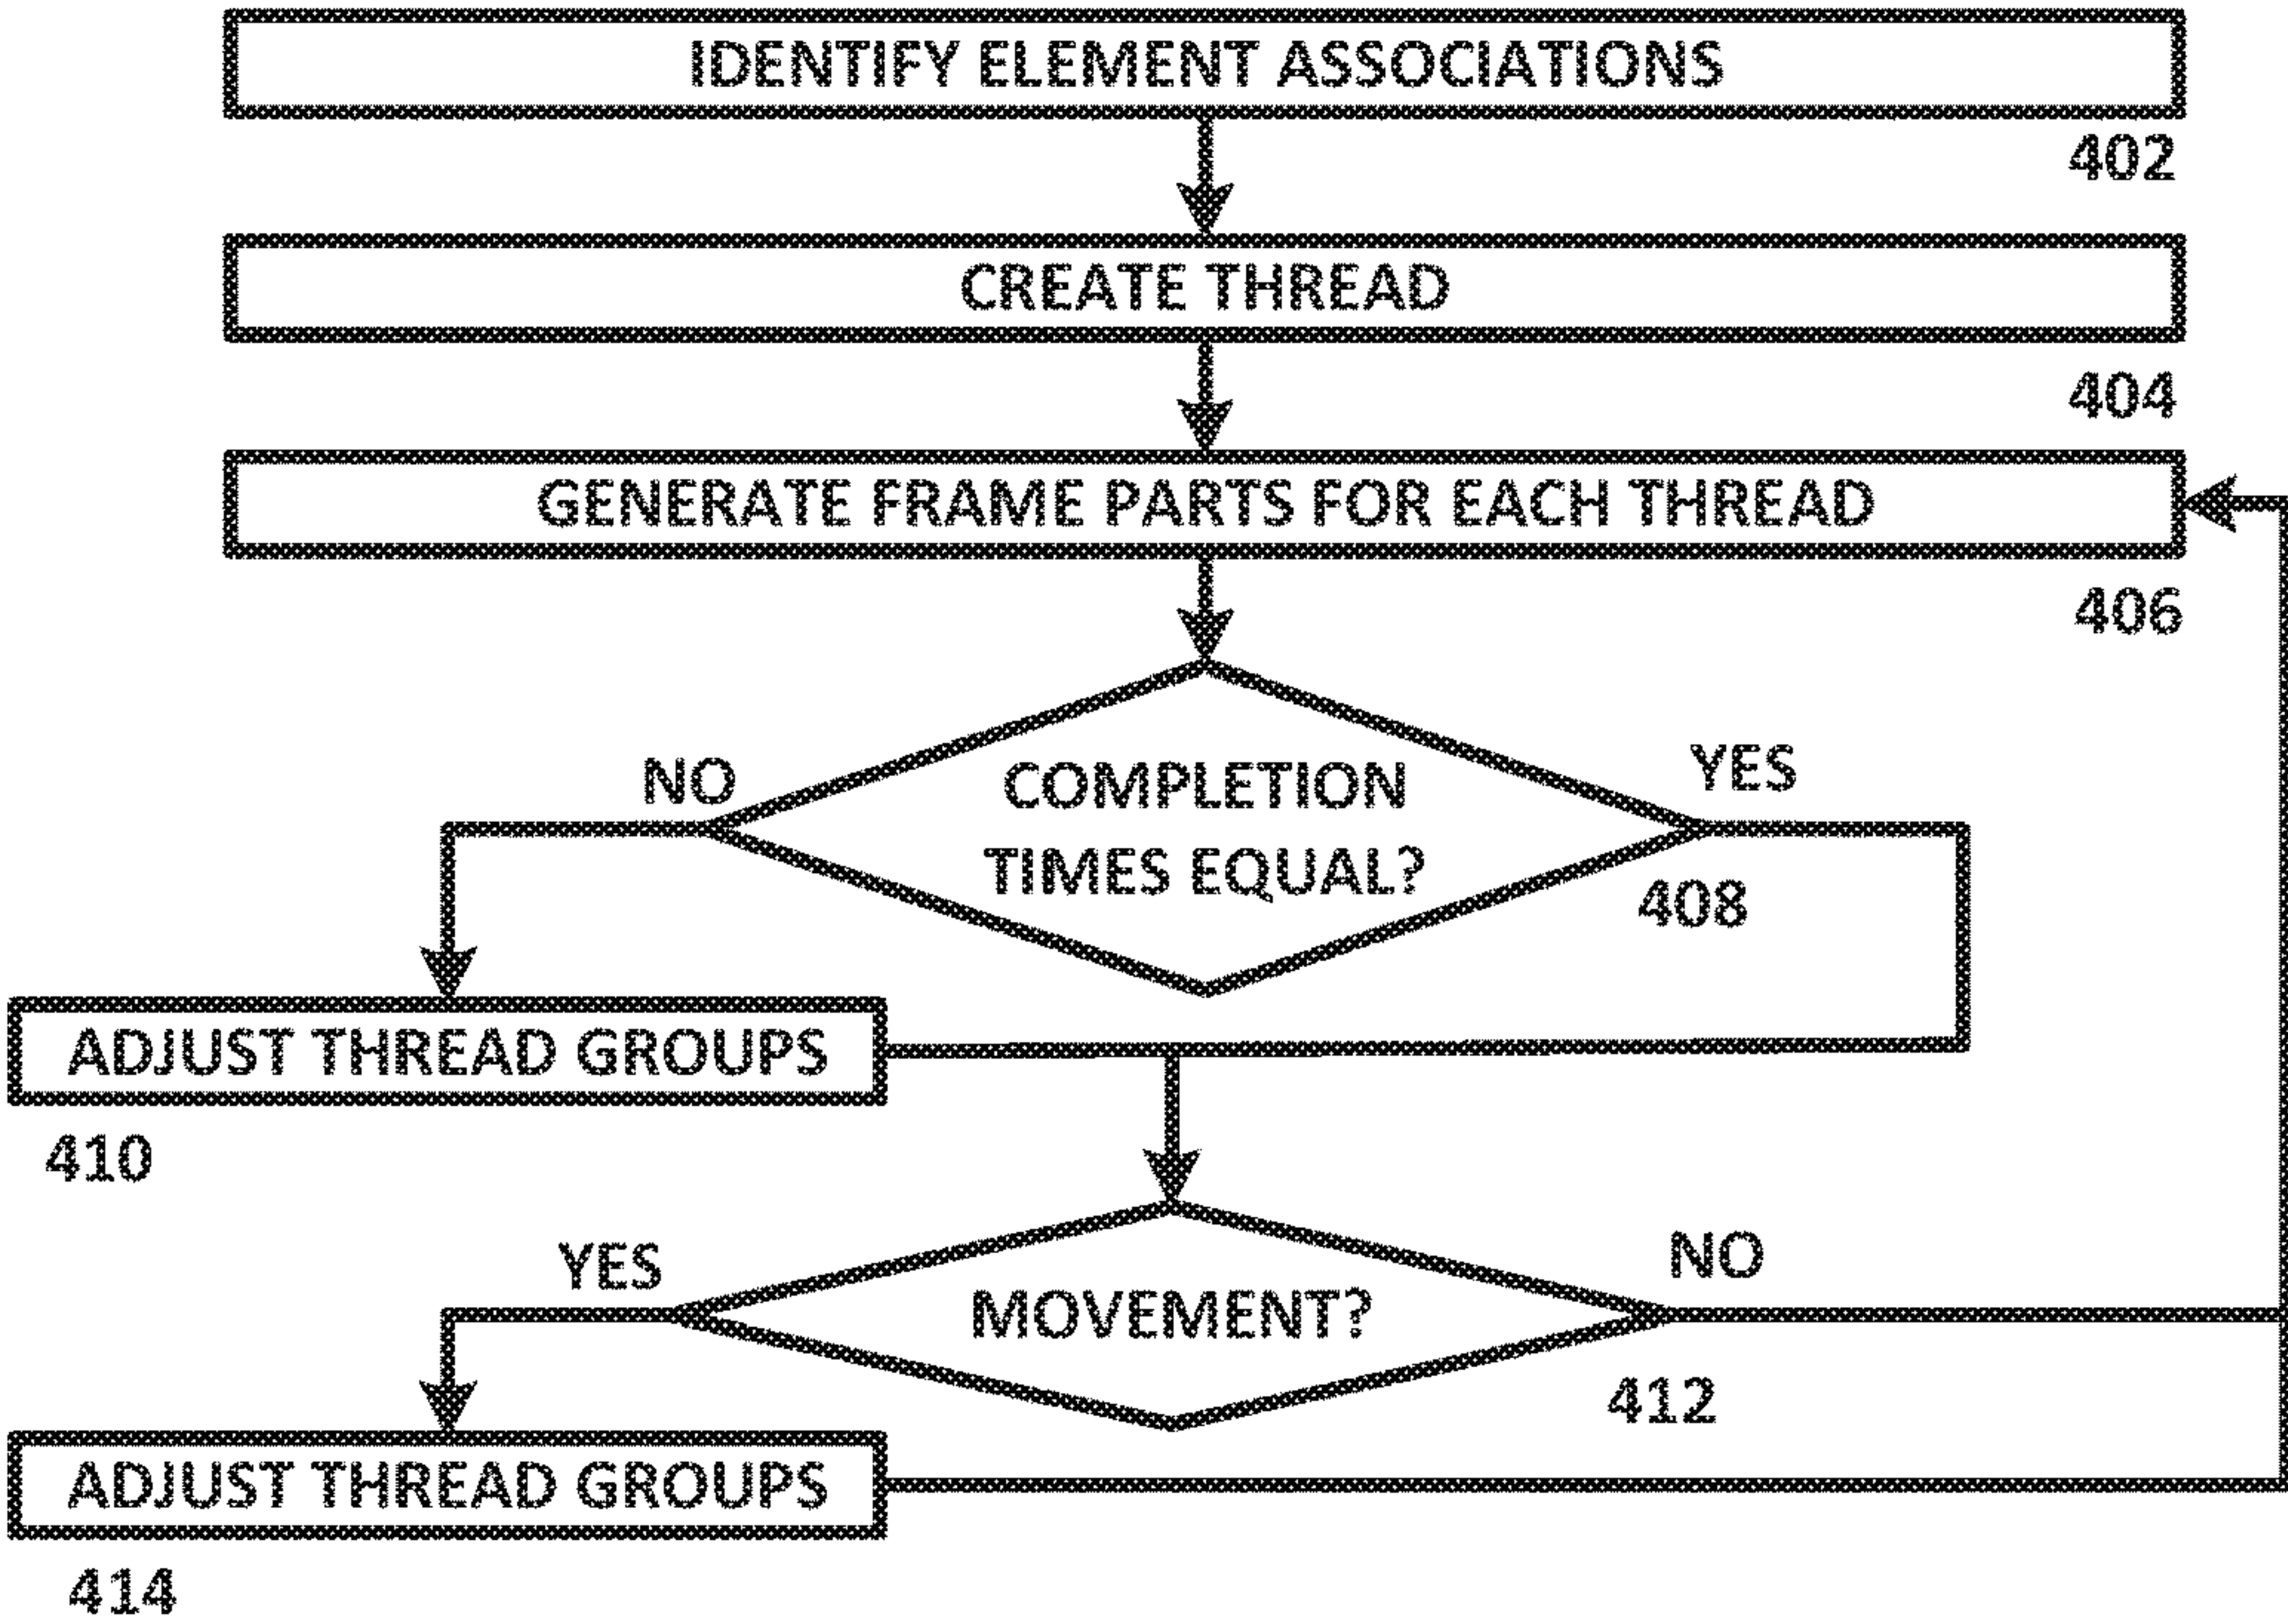 IDENTIFY ELEMENT ASSOCIATIONS
402
CREATE THREAD
404
GENERATE FRAME PARTS FOR EACH THREAD
406
NO
COMPLETION
TIMES EQUAL?
YES
408
ADJUST THREAD GROUPS
410
YES
MOVEMENT?
NO
412
ADJUST THREAD GROUPS
414